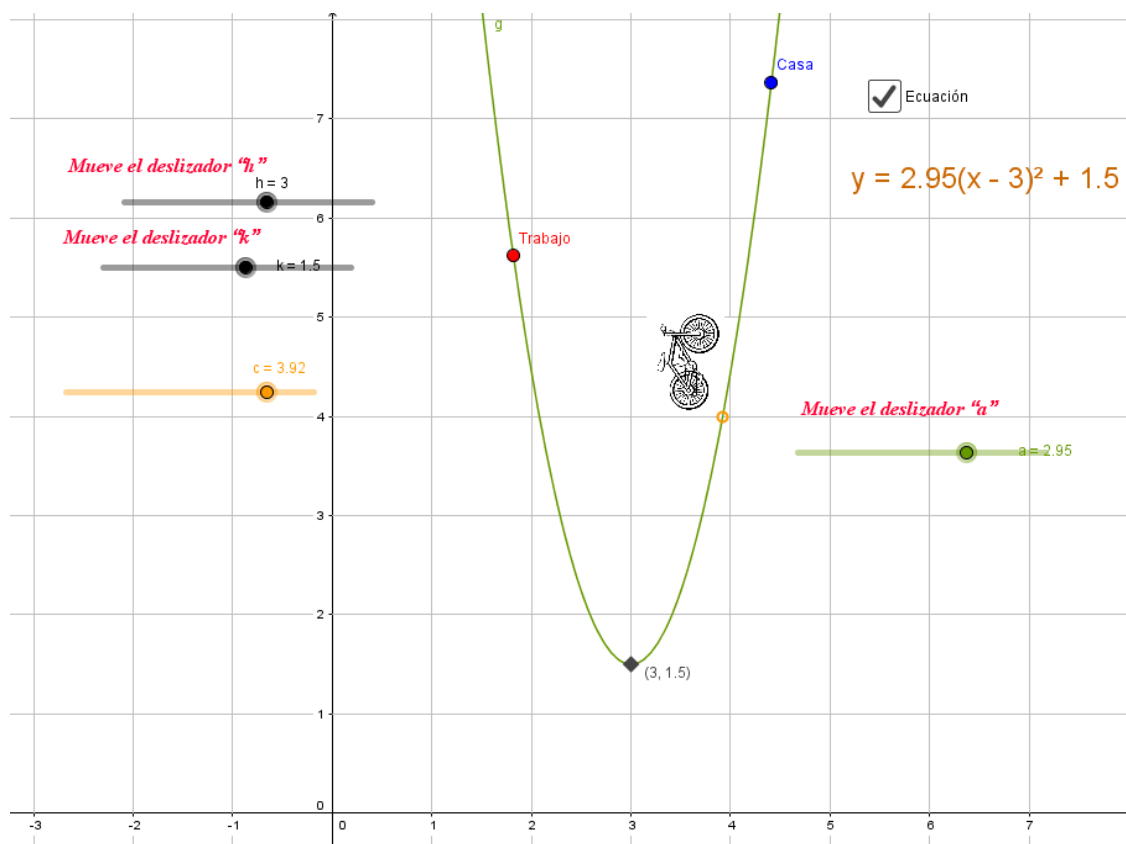 g
Casa
Ecuación
7
Mueve el deslizador “h”
h = 3
y = 2.95(x - 3)² + 1.5
6
Mueve el deslizador “k”
Trabajo
k = 1.5
5
c = 3.92
4
Mueve el deslizador “a”
a = 2.95
3
2
(3, 1.5)
1
0
-3 -2 -1 0 1 2 3 4 5 6 7